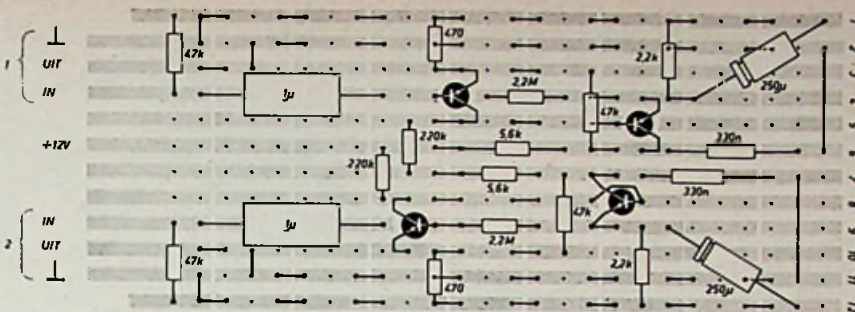 470
47k
2,2k
1
UIT
IN
1µ
2,2M
47k
250µ
+12V
220k
5,6k
330n
220k
5,6k
330n
2
IN
UIT
1µ
2,2M
47k
47k
470
2,2k
250µ